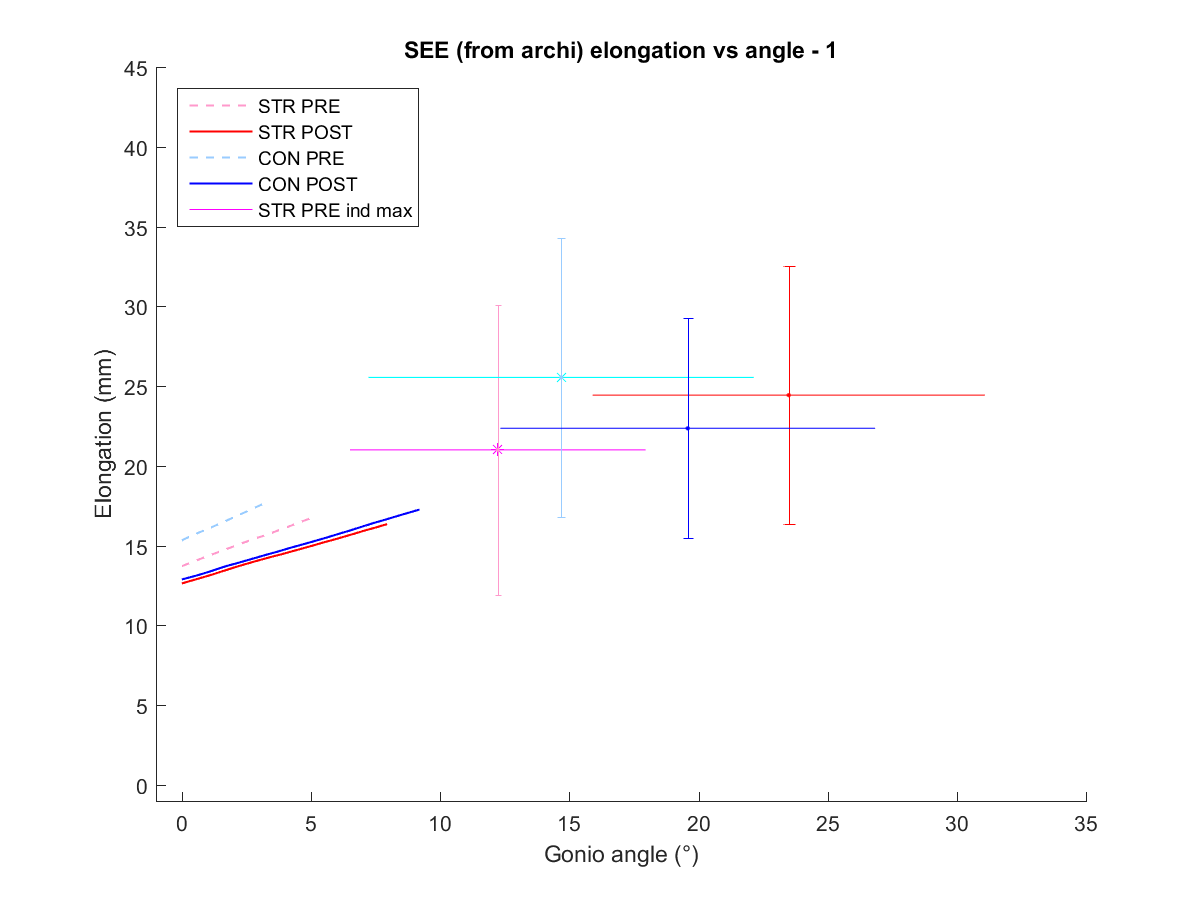 SEE (from archi) elongation vs angle - 1
45
40
35
30
25
20
15
10
5
0
Elongation (mm)
STR PRE
STR POST
CON PRE
CON POST
STR PRE ind max
0 5 10 15 20 25 30 35
Gonio angle (°)